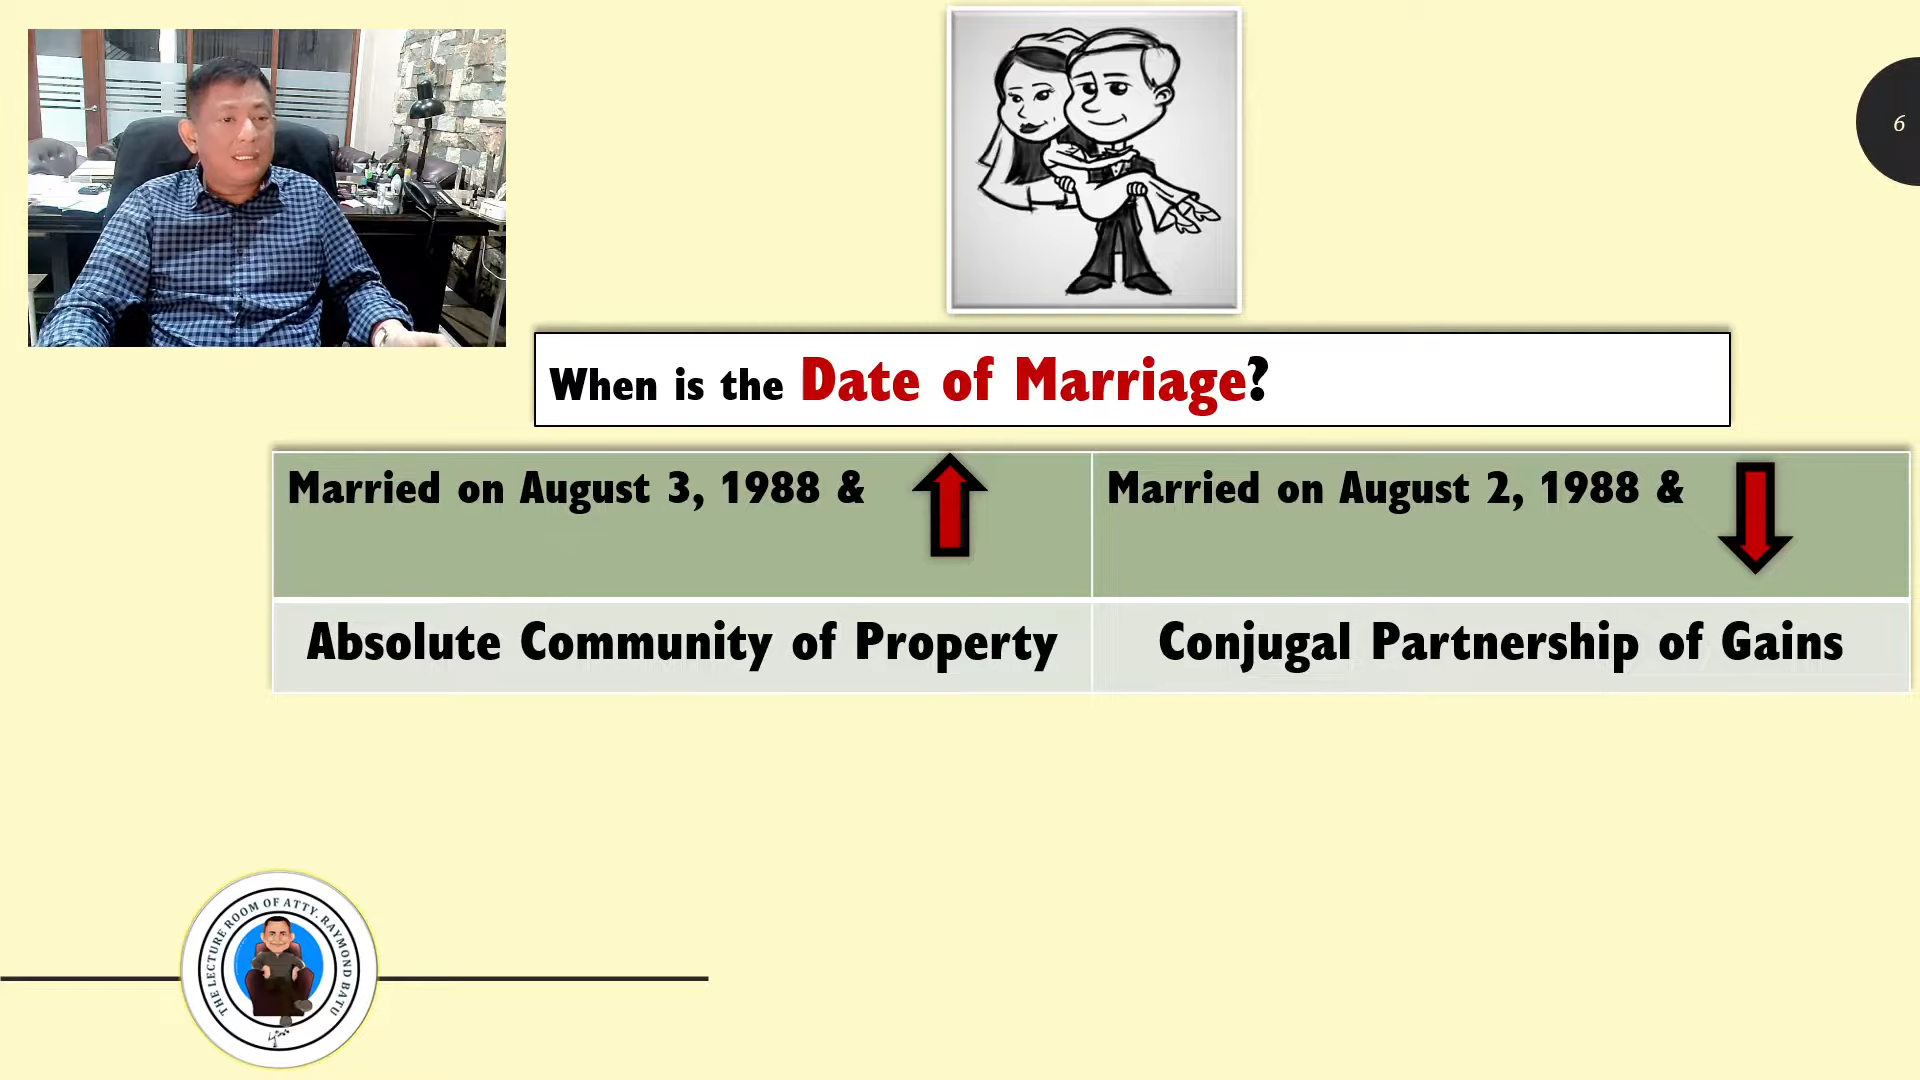 6
When is the Date of Marriage?
Married on August 3, 1988 &
Married on August 2, 1988 &
Absolute Community of Property
Conjugal Partnership of Gains
THE LECTURE ROOM OF ATTY. RAYMOND BATU